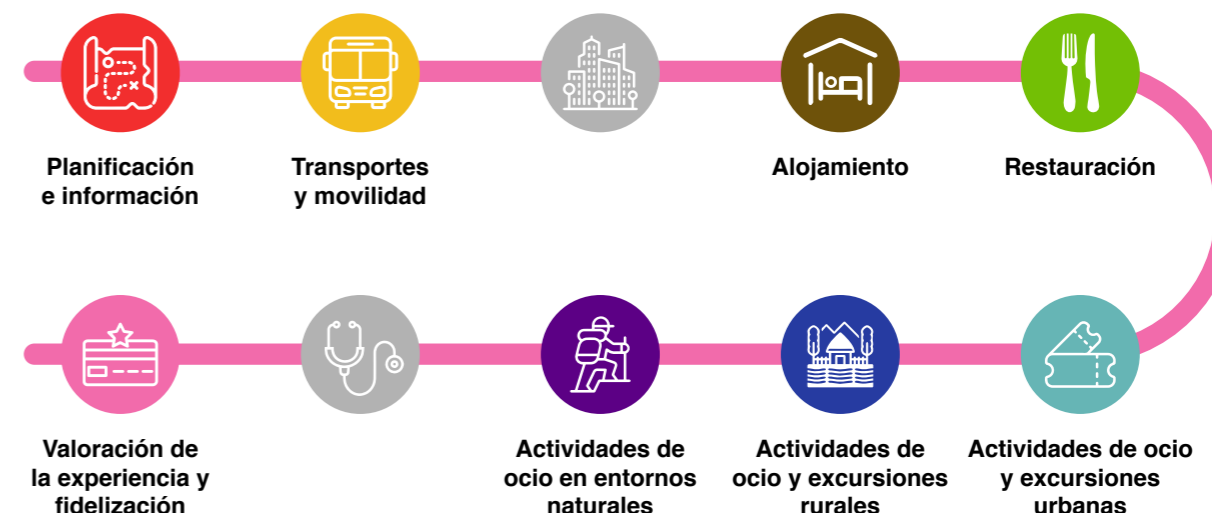 Planificación
e información
Transportes
y movilidad
Alojamiento
Restauración
Valoración de
la experiencia y
fidelización
Actividades de
ocio en entornos
naturales
Actividades de
ocio y excursiones
rurales
Actividades de ocio
y excursiones
urbanas